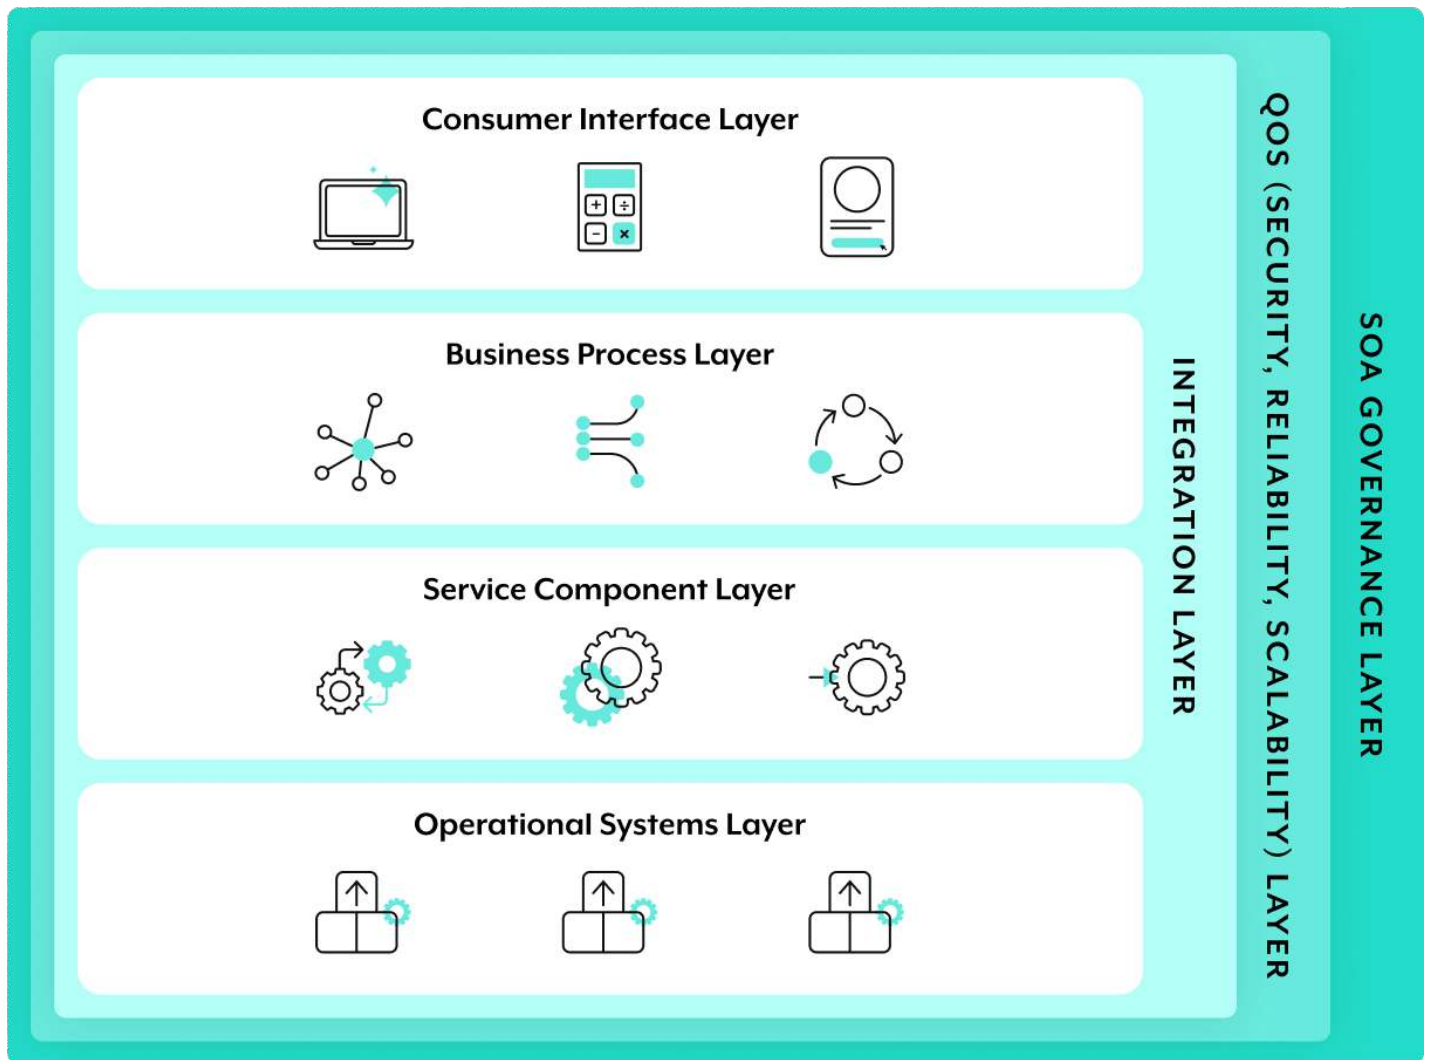 Consumer Interface Layer
+ ÷
- ×
Business Process Layer
Service Component Layer
Operational Systems Layer
INTEGRATION LAYER
QOS (SECURITY, RELIABILITY, SCALABILITY) LAYER
SOA GOVERNANCE LAYER